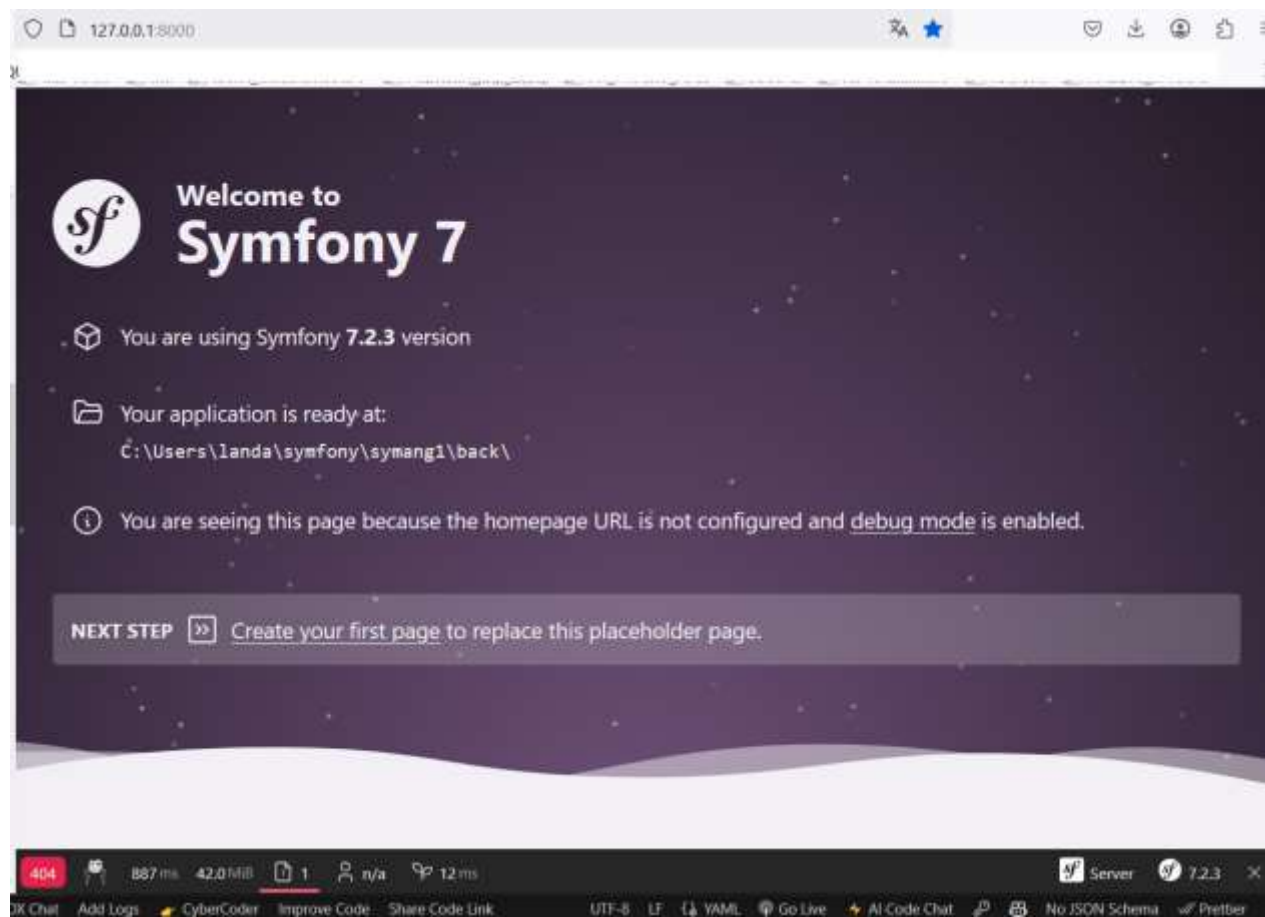 127.0.0.1:8000
sf
Welcome to
Symfony 7
You are using Symfony 7.2.3 version
Your application is ready at:
C:\Users\landa\symfony\symang1\back\
You are seeing this page because the homepage URL is not configured and debug mode is enabled.
NEXT STEP Create your first page to replace this placeholder page.
404 887 ms 42.0 MiB 1 n/a 12 ms sf Server sf 7.2.3
Chat Add Logs CyberCoder Improve Code Share Code Link UTF-8 LF YAML Go Live AI Code Chat No JSON Schema Prettier